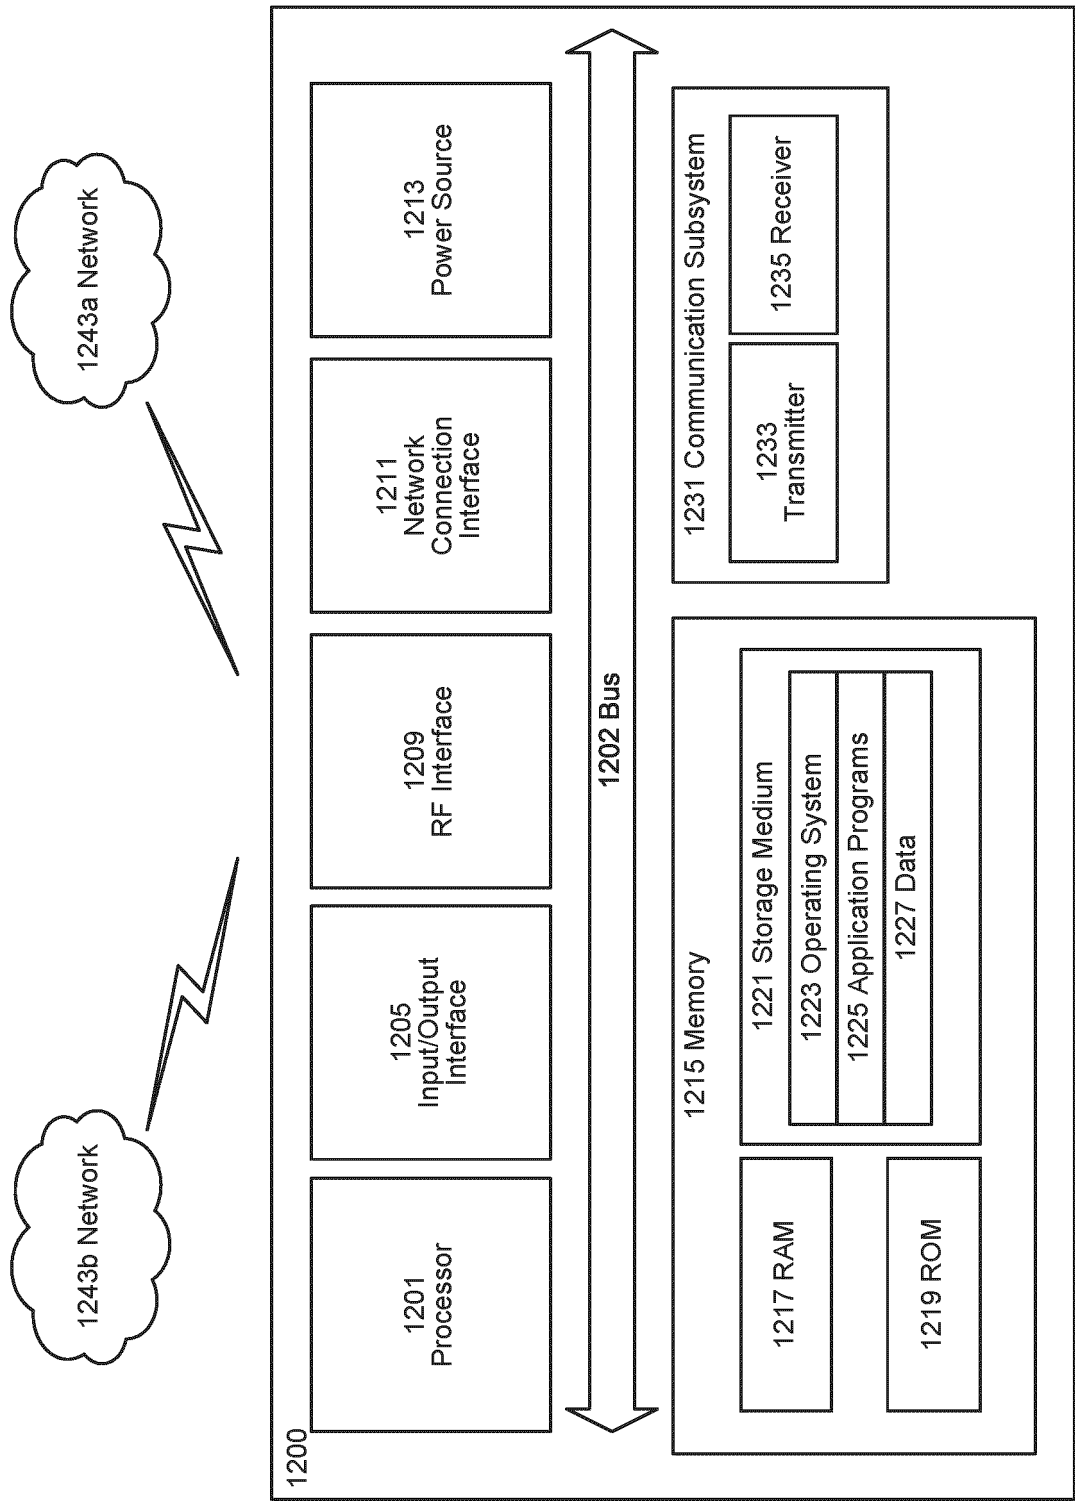 1243b Network
1243a Network
1200
1201
Processor
1205
Input/Output
Interface
1209
RF Interface
1211
Network
Connection
Interface
1213
Power Source
1202 Bus
1215 Memory
1217 RAM
1219 ROM
1221 Storage Medium
1223 Operating System
1225 Application Programs
1227 Data
1231 Communication Subsystem
1233
Transmitter
1235 Receiver